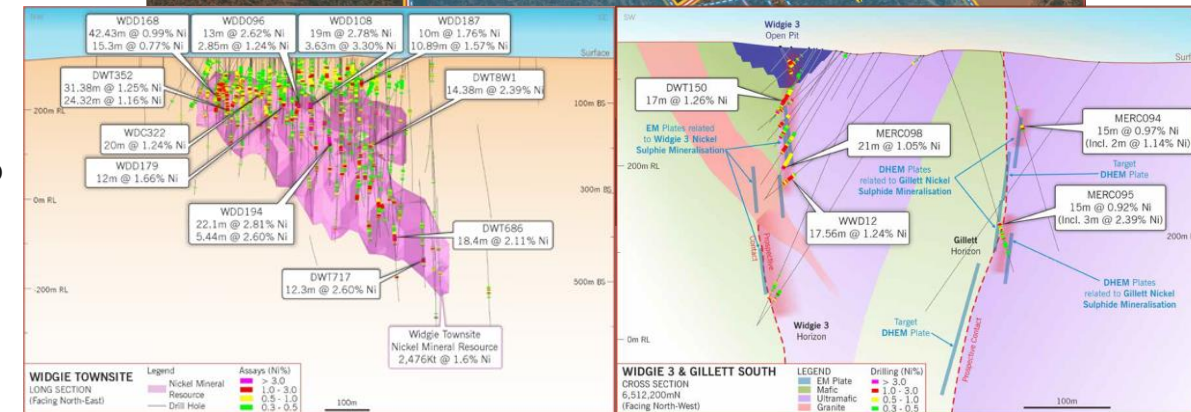 WDD168
42.43m @ 0.99% Ni
15.3m @ 0.77% Ni
WDD096
13m @ 2.62% Ni
2.85m @ 1.24% Ni
WDD108
19m @ 2.78% Ni
3.63m @ 3.30% Ni
WDD187
10m @ 1.76% Ni
10.89m @ 1.57% Ni
Surface
DWT352
31.38m @ 1.25% Ni
24.32m @ 1.16% Ni
DWT8W1
14.38m @ 2.39% Ni
200m RL
100m BS
WDC322
20m @ 1.24% Ni
WDD179
12m @ 1.66% Ni
0m RL
300m BS
WDD194
22.1m @ 2.81% Ni
5.44m @ 2.60% Ni
DWT686
18.4m @ 2.11% Ni
DWT717
12.3m @ 2.60% Ni
-200m RL
500m BS
Widgie Townsite
Nickel Mineral Resource
2,476Kt @ 1.6% Ni
WIDGIE TOWNSITE
LONG SECTION
(Facing North-East)
Legend
Nickel Mineral
Resource
Drill Hole
Assays (Ni%)
> 3.0
1.0 - 3.0
0.5 - 1.0
0.3 - 0.5
100m
SW
Widgie 3
Open Pit
Surf
DWT150
17m @ 1.26% Ni
EM Plates related
to Widgie 3 Nickel
Sulphie Mineralisation
MERC098
21m @ 1.05% Ni
MERC094
15m @ 0.97% Ni
(Incl. 2m @ 1.14% Ni)
200m RL
DHEM Plates
related to Gillett Nickel
Sulphide Mineralisation
Target
DHEM Plate
MERC095
15m @ 0.92% Ni
(Incl. 3m @ 2.39% Ni)
WWD12
17.56m @ 1.24% Ni
200m
Prospective
Contact
Gillett
Horizon
DHEM Plates
related to Gillett Nickel
Sulphide Mineralisation
Target
DHEM Plate
Prospective Contact
Widgie 3
Horizon
0m RL
WIDGIE 3 & GILLETT SOUTH
CROSS SECTION
6,512,200mN
(Facing North-West)
LEGEND
EM Plate
Mafic
Ultramafic
Granite
Drilling (Ni%)
> 3.0
1.0 - 3.0
0.5 - 1.0
0.3 - 0.5
100m